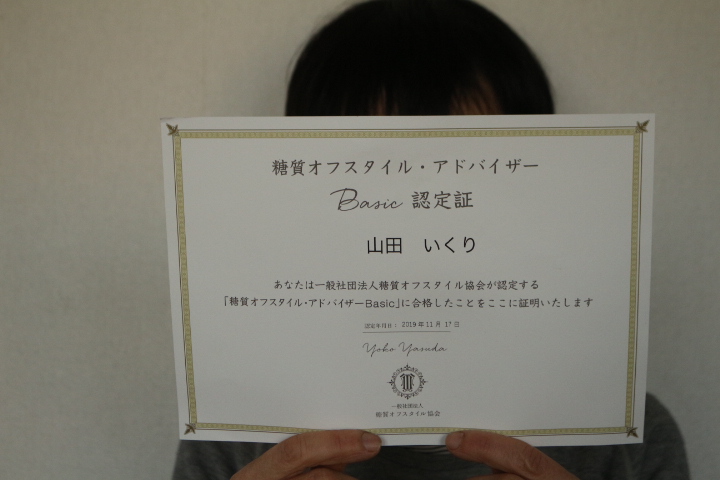 糖質オフスタイル・アドバイザー
Basic 認定証
山田　いくり
あなたは一般社団法人糖質オフスタイル協会が認定する
「糖質オフスタイル・アドバイザーBasic」に合格したことをここに証明いたします
認定年月日： 2019年11月 17日
Yoko Yasuda
一般社団法人
糖質オフスタイル協会